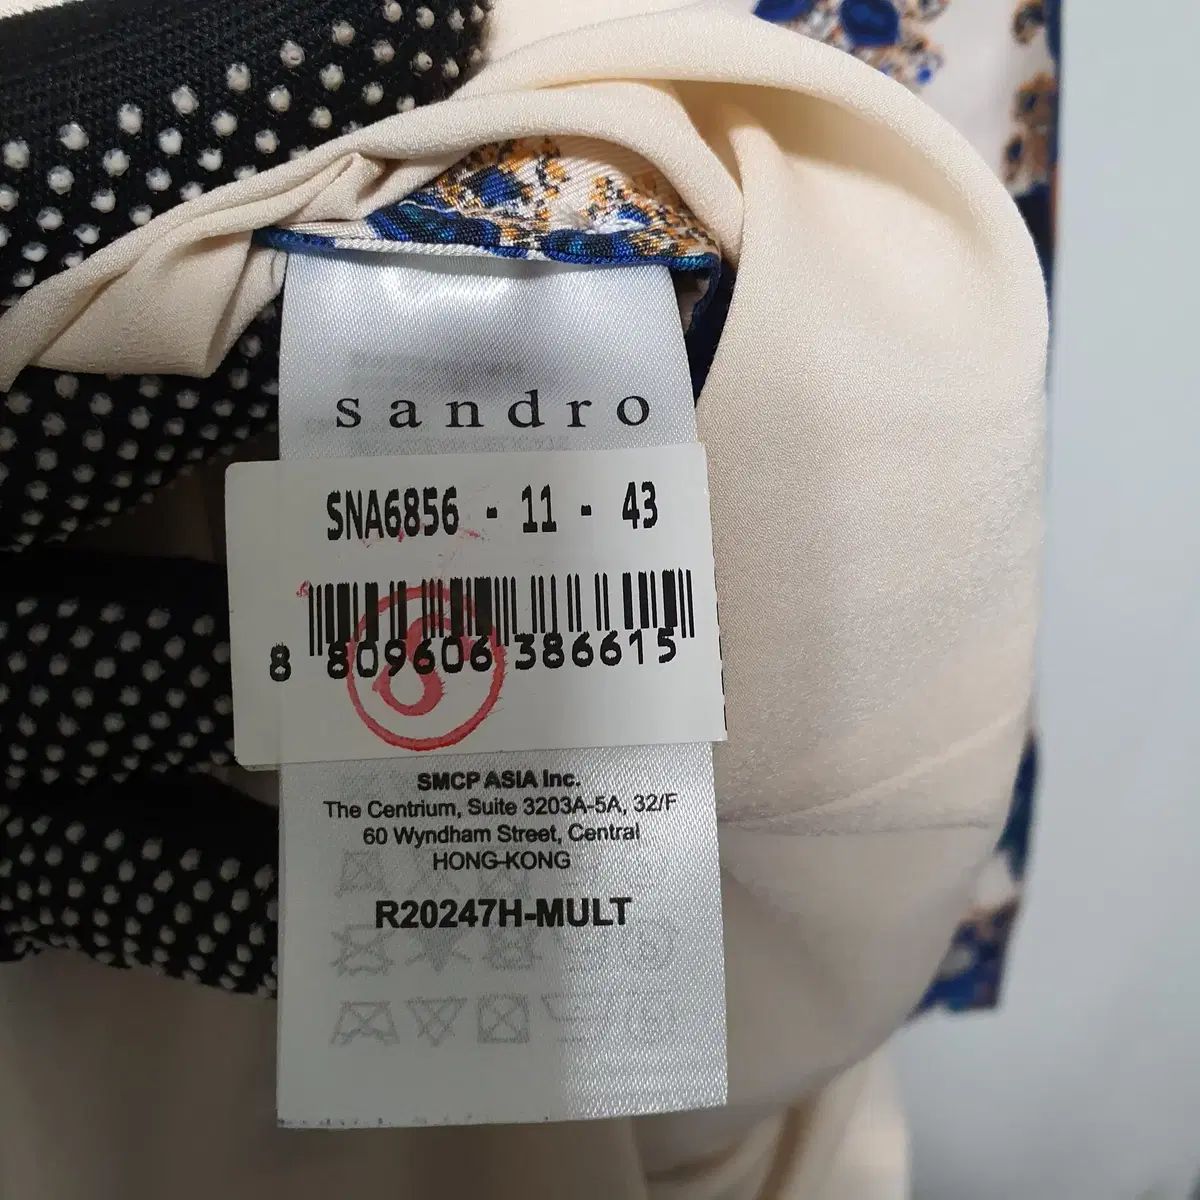 sandro
SNA6856 - 11 - 43
8 809606 386615
SMCP ASIA Inc.
The Centrium, Suite 3203A-5A, 32/F
60 Wyndham Street, Central
HONG-KONG
R20247H-MULT